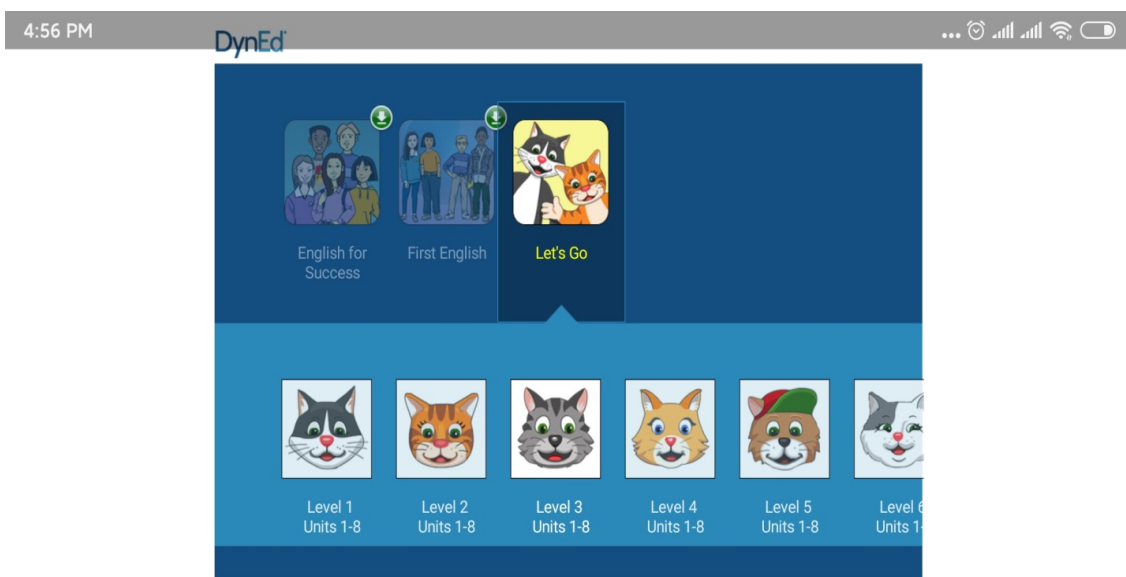 4:56 PM
DynEd
English for
Success
First English
Let's Go
Level 1
Units 1-8
Level 2
Units 1-8
Level 3
Units 1-8
Level 4
Units 1-8
Level 5
Units 1-8
Level 6
Units 1-